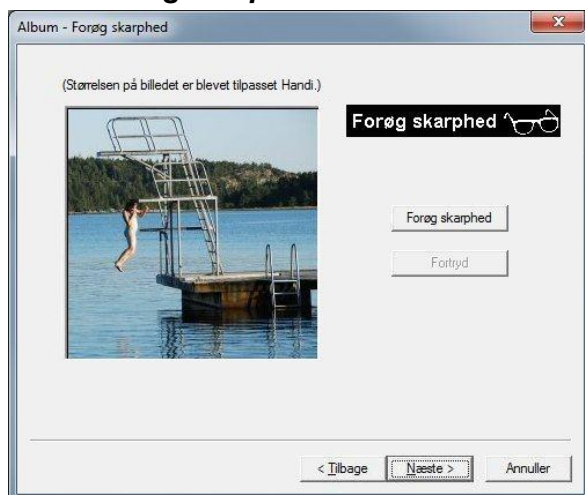 Album - Forøg skarphed
(Størrelsen på billedet er blevet tilpasset Handi.)
Forøg skarphed
Forøg skarphed
Fortryd
< Tilbage
Næste >
Annuller